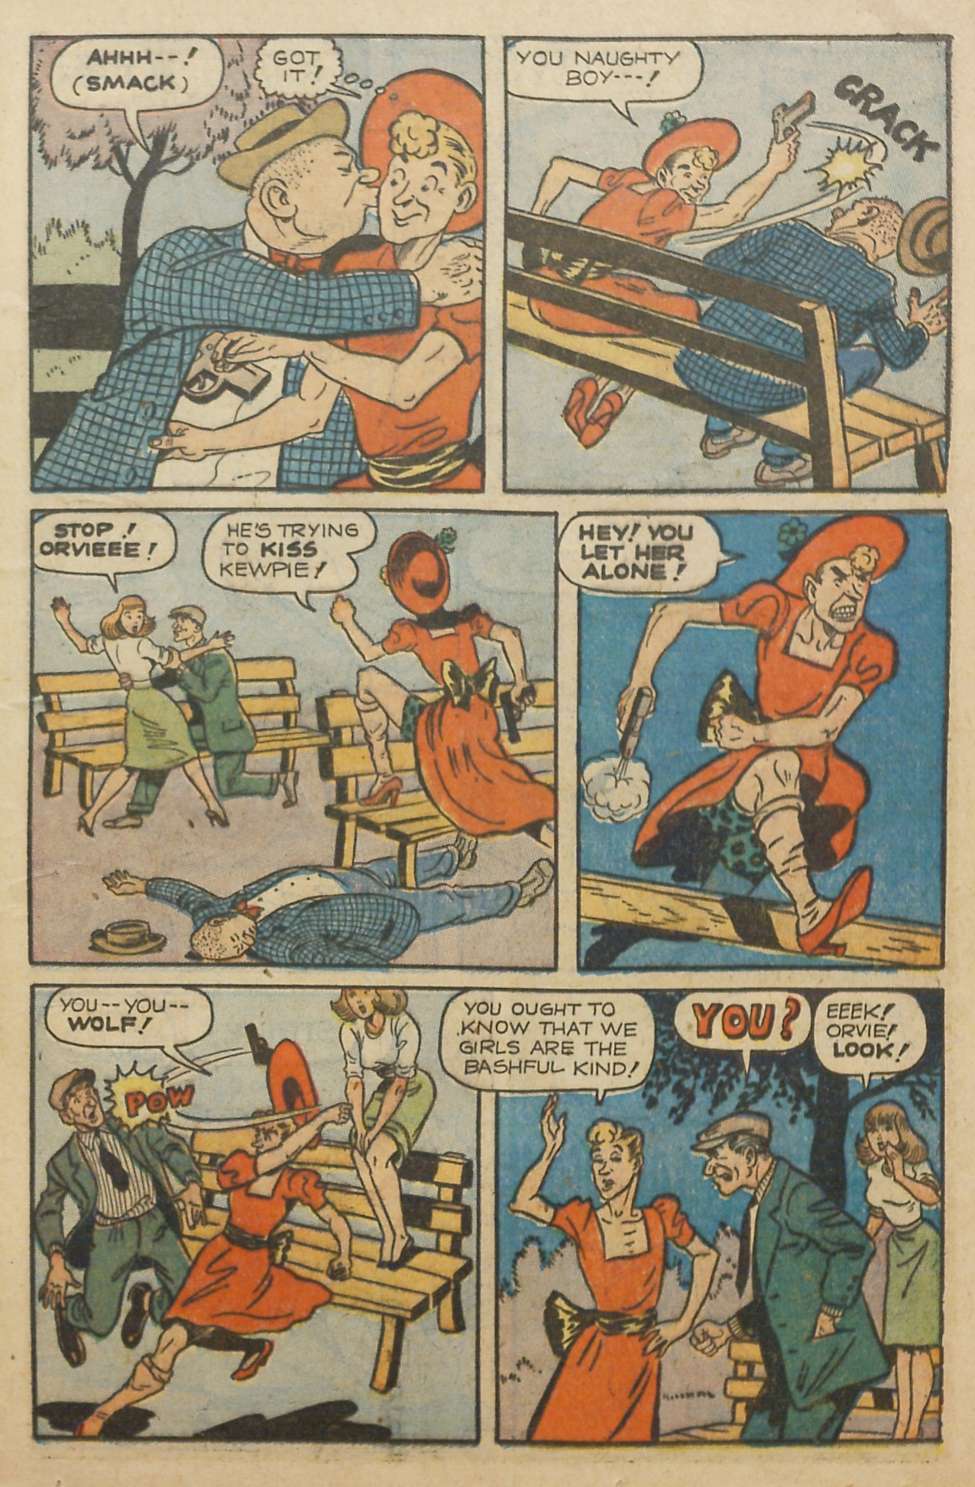 AHHH--!
(SMACK)
GOT
IT!
YOU NAUGHTY
BOY---!
CRACK
STOP!
ORVIEEE!
HE'S TRYING
TO KISS
KEWPIE!
HEY! YOU
LET HER
ALONE!
YOU--YOU--
WOLF!
POW
YOU OUGHT TO
KNOW THAT WE
GIRLS ARE THE
BASHFUL KIND!
YOU?
EEEK!
ORVIE!
LOOK!